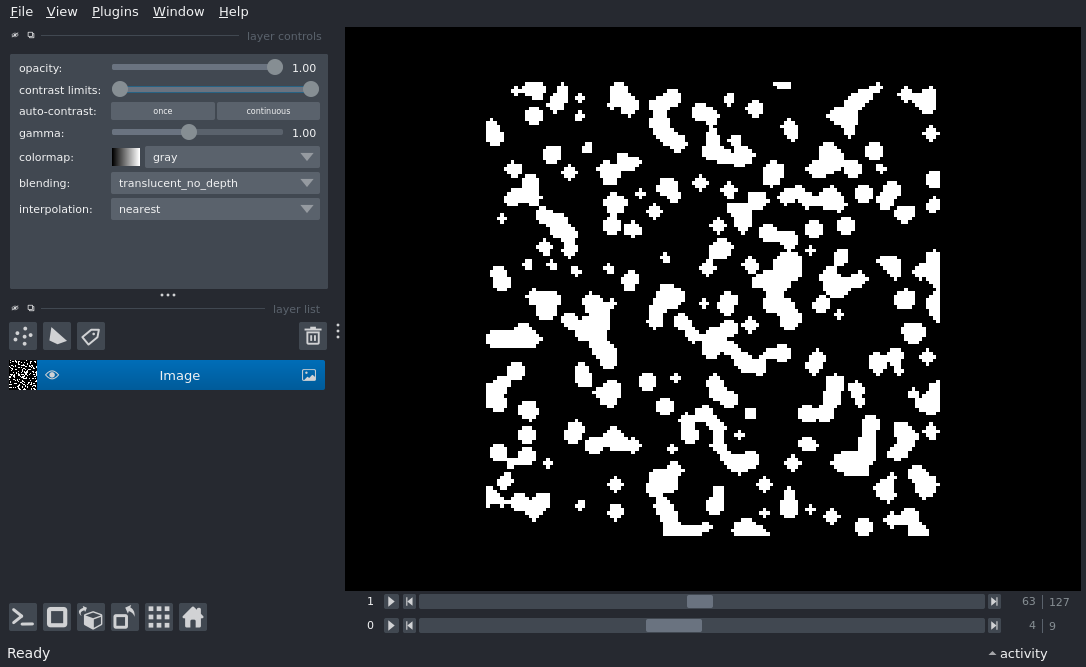 File View Plugins Window Help
layer controls
opacity: 1.00
contrast limits:
auto-contrast: once continuous
gamma: 1.00
colormap: gray
blending: translucent_no_depth
interpolation: nearest
layer list
Image
1 63 127
0 4 9
Ready activity